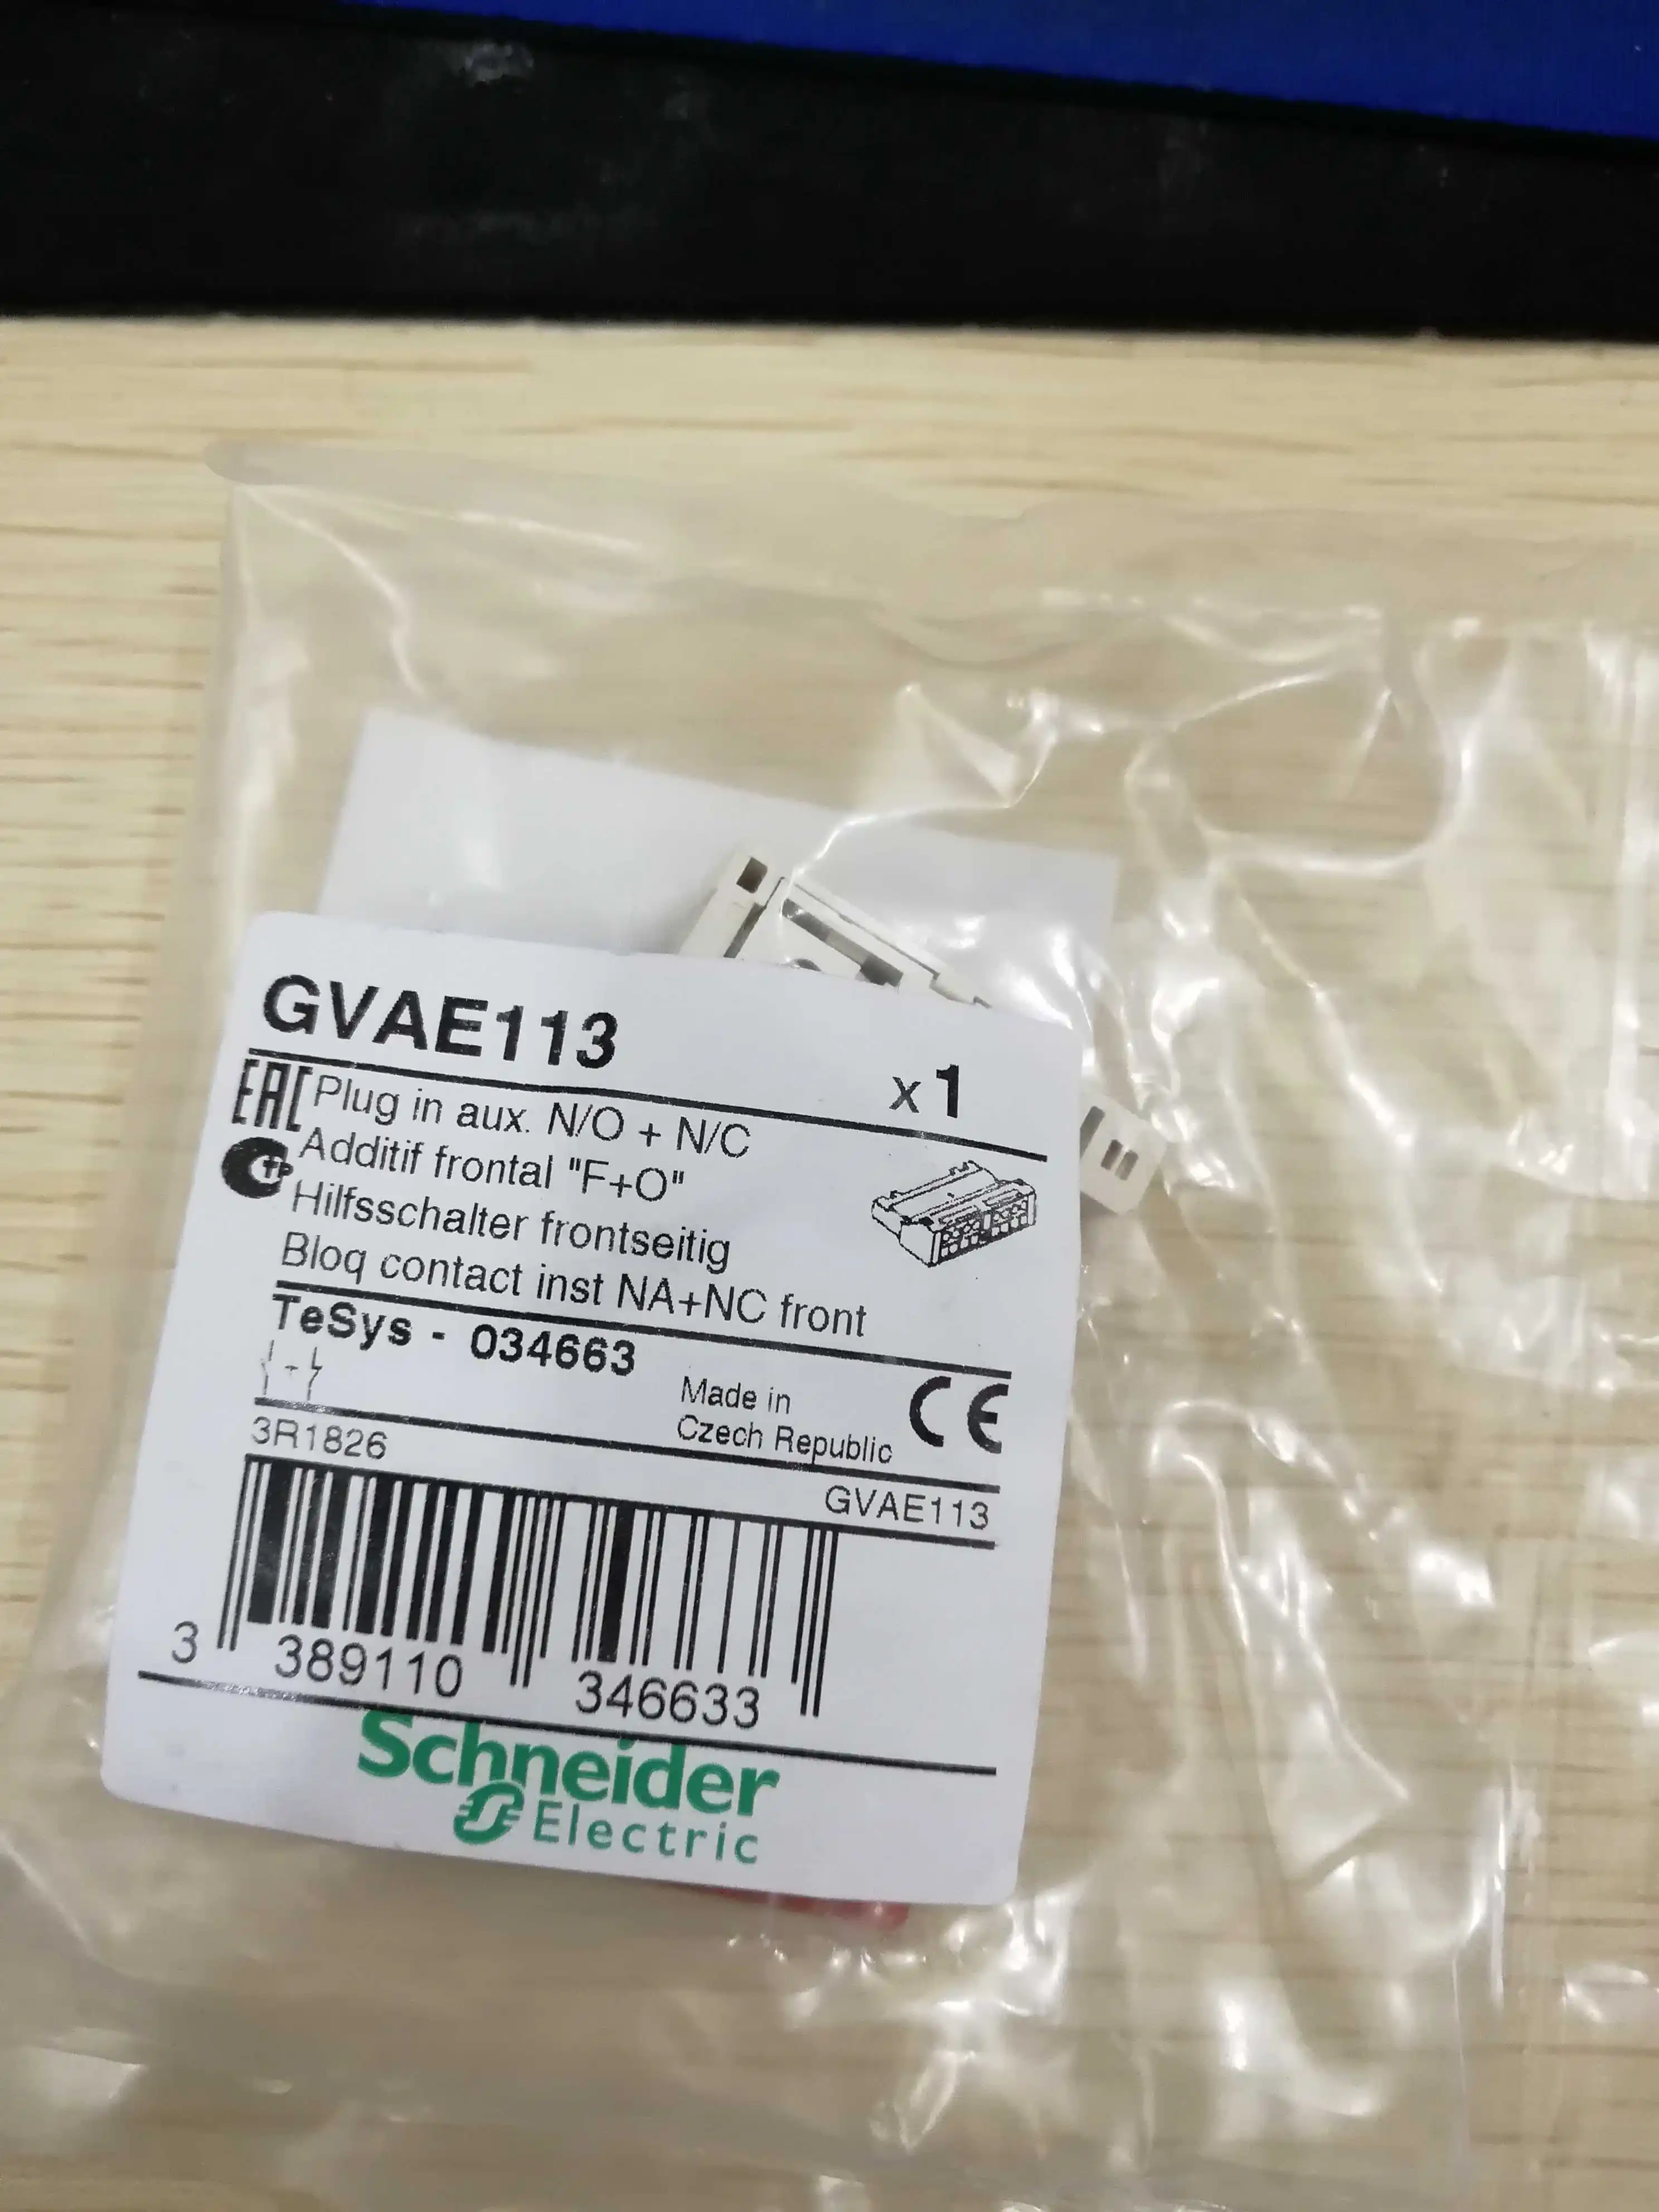 GVAE113
x1
EAC Plug in aux. N/O + N/C
Additif frontal "F+O"
Hilfsschalter frontseitig
Bloq contact inst NA+NC front
TeSys - 034663
Made in
Czech Republic
CE
3R1826
GVAE113
3 389110 346633
Schneider
Electric